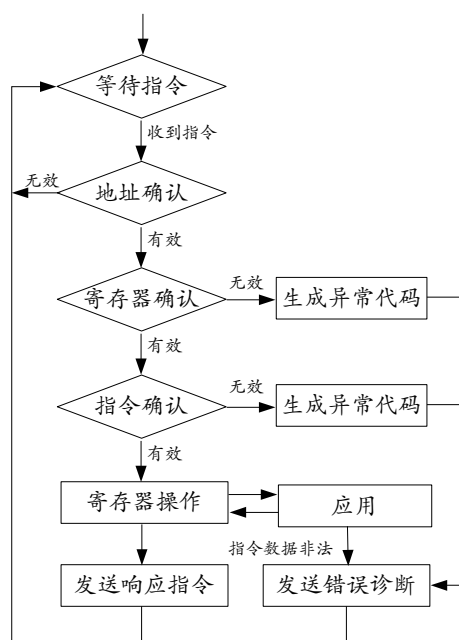 等待指令
收到指令
无效
地址确认
有效
无效
寄存器确认
生成异常代码
有效
无效
指令确认
生成异常代码
有效
寄存器操作
应用
指令数据非法
发送响应指令
发送错误诊断